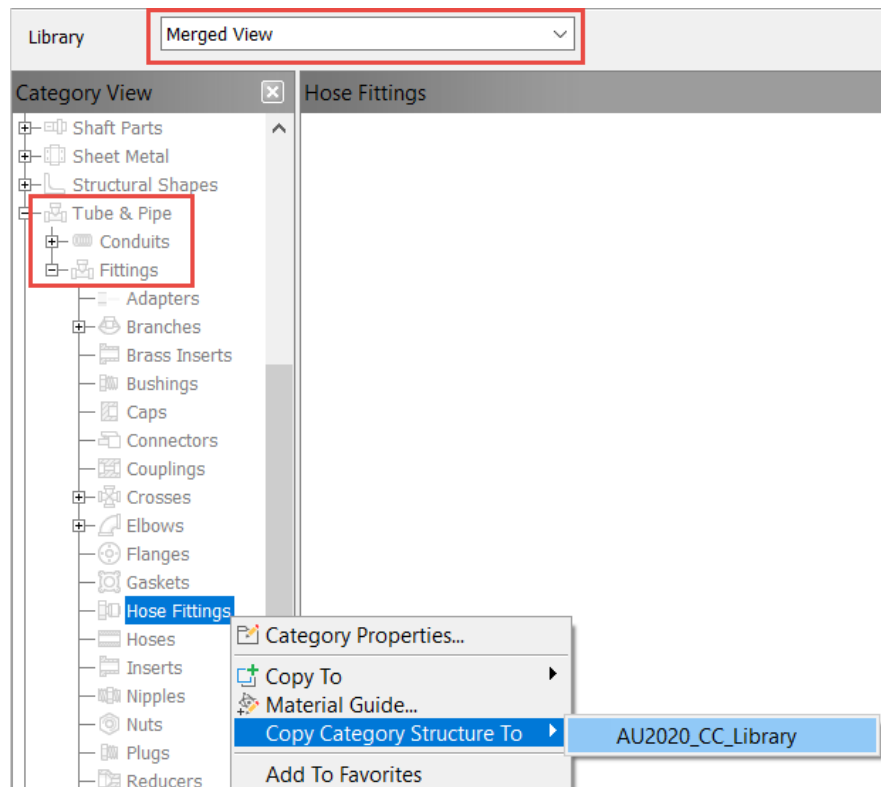 Library
Merged View
Category View
Hose Fittings
Shaft Parts
Sheet Metal
Structural Shapes
Tube & Pipe
Conduits
Fittings
Adapters
Branches
Brass Inserts
Bushings
Caps
Connectors
Couplings
Crosses
Elbows
Flanges
Gaskets
Hose Fittings
Hoses
Inserts
Nipples
Nuts
Plugs
Reducers
Category Properties...
Copy To
Material Guide...
Copy Category Structure To
AU2020_CC_Library
Add To Favorites